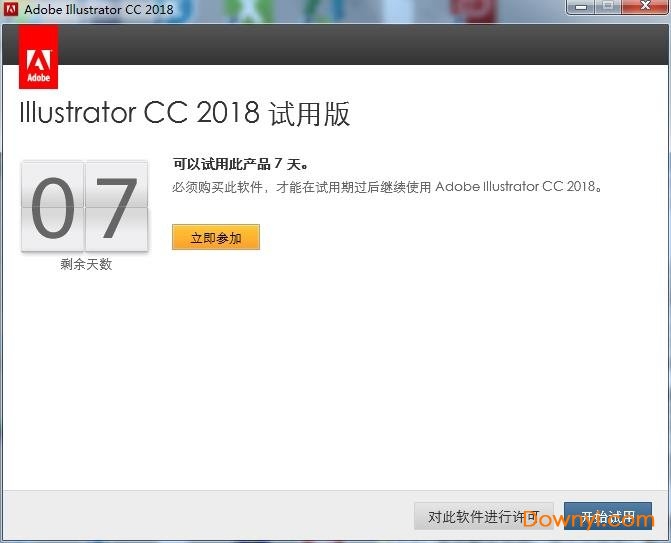 Adobe Illustrator CC 2018
Adobe
Illustrator CC 2018 试用版
07
剩余天数
可以试用此产品 7 天。
必须购买此软件，才能在试用期过后继续使用 Adobe Illustrator CC 2018。
立即参加
对此软件进行许可
开始试用
Downyi.com